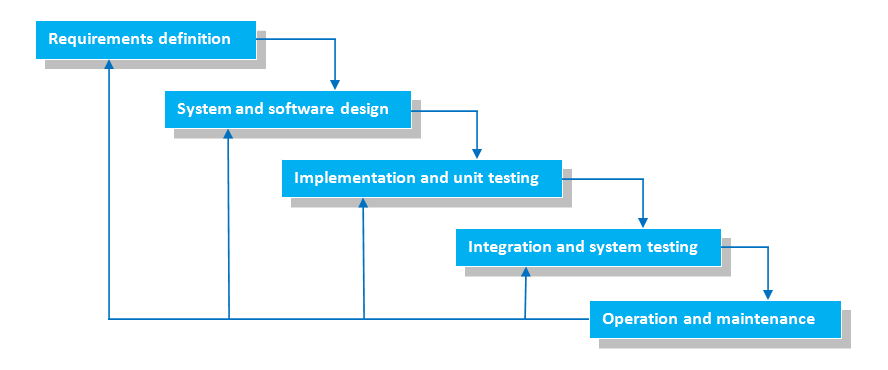 Requirements definition
System and software design
Implementation and unit testing
Integration and system testing
Operation and maintenance